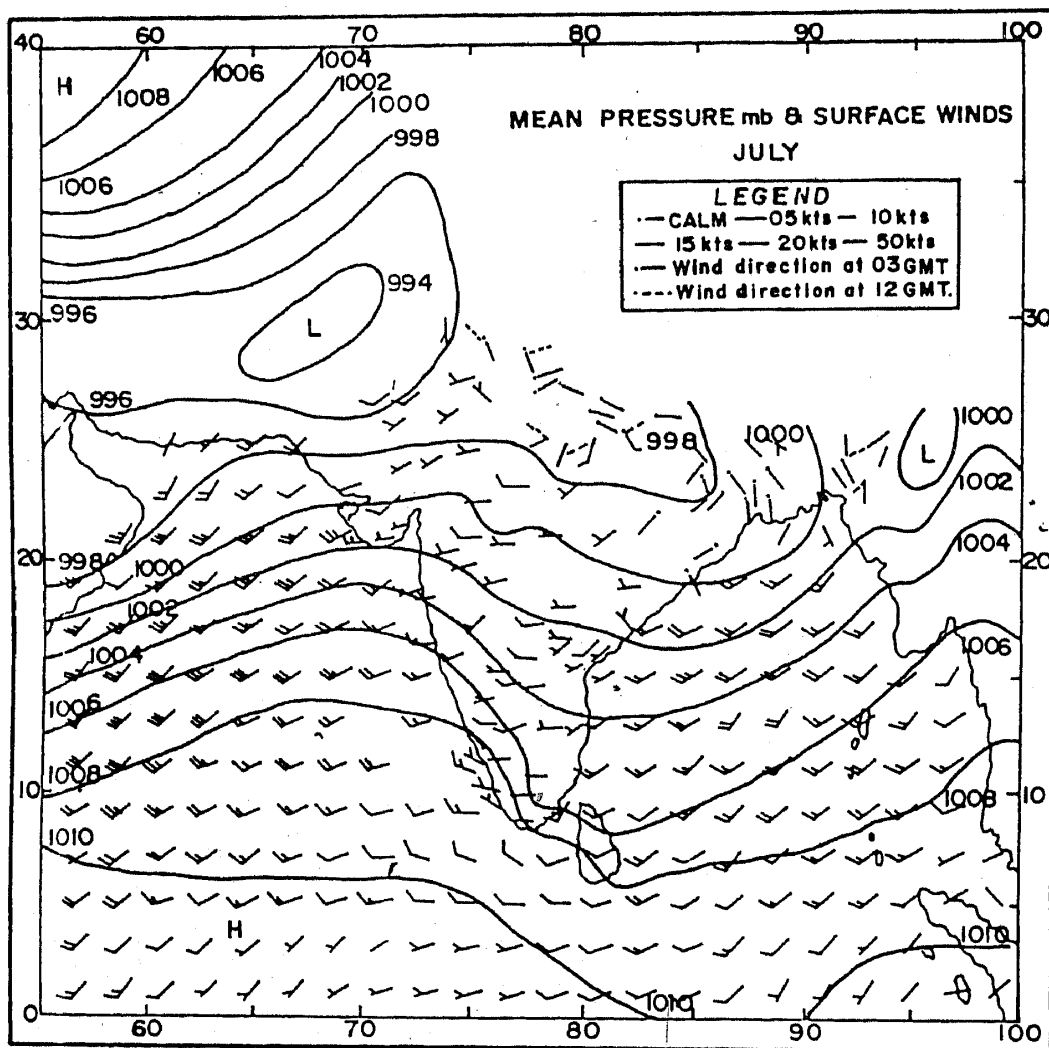 40 60 70 80 90 100
H 1008 1006 1004
1002
1000
998
MEAN PRESSURE mb & SURFACE WINDS
JULY
LEGEND
CALM 05 kts 10 kts
15 kts 20 kts 50 kts
Wind direction at 03 GMT
Wind direction at 12 GMT.
1006
994
996
30 L 30
996
998 1000 1000
L
1002
20 998 1000 1004 20
1002
1004 1006
1006
1008
10 1008 10
1010
H 1010
0 1010
60 70 80 90 100